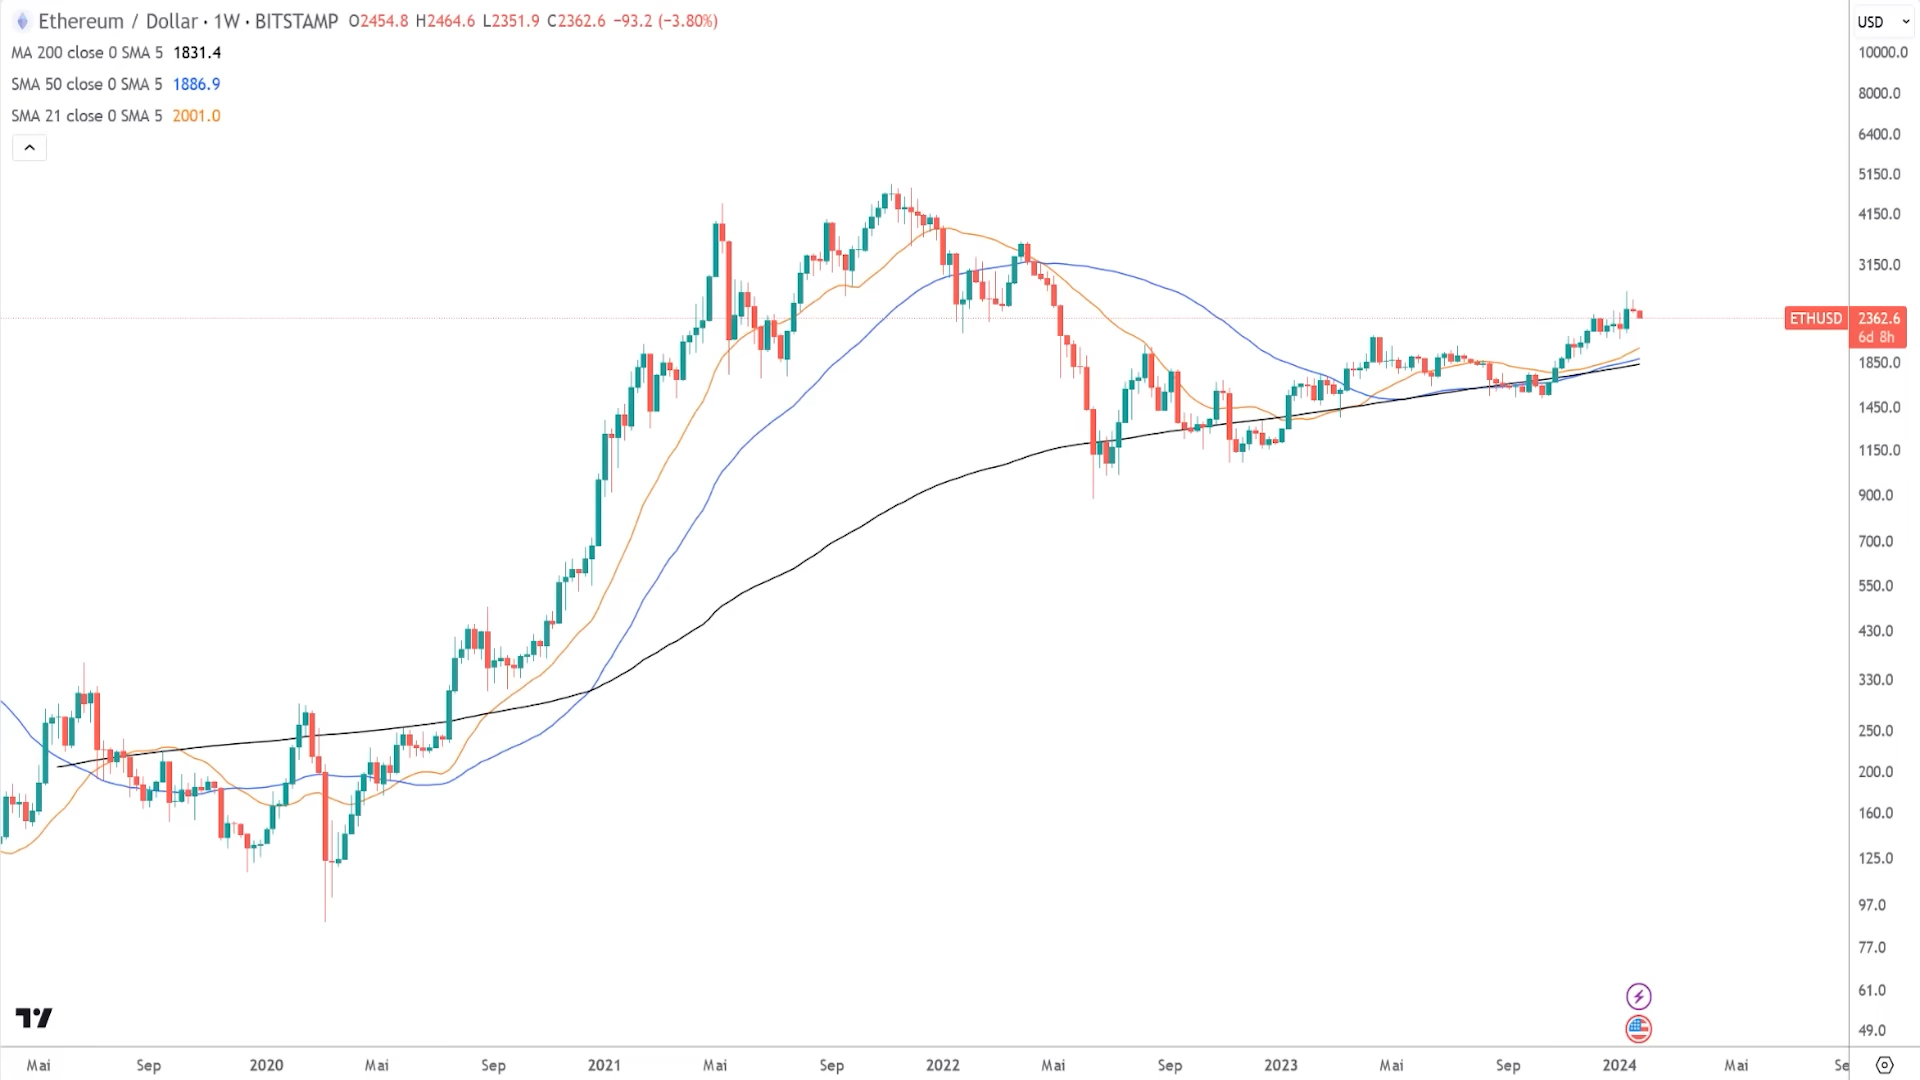 Ethereum / Dollar · 1W · BITSTAMP O2454.8 H2464.6 L2351.9 C2362.6 −93.2 (−3.80%)
MA 200 close 0 SMA 5 1831.4
SMA 50 close 0 SMA 5 1886.9
SMA 21 close 0 SMA 5 2001.0
USD
10000.0
8000.0
6400.0
5150.0
4150.0
3150.0
ETHUSD 2362.6
6d 8h
1850.0
1450.0
1150.0
900.0
700.0
550.0
430.0
330.0
250.0
200.0
160.0
125.0
97.0
77.0
61.0
49.0
Mai Sep 2020 Mai Sep 2021 Mai Sep 2022 Mai Sep 2023 Mai Sep 2024 Mai Se